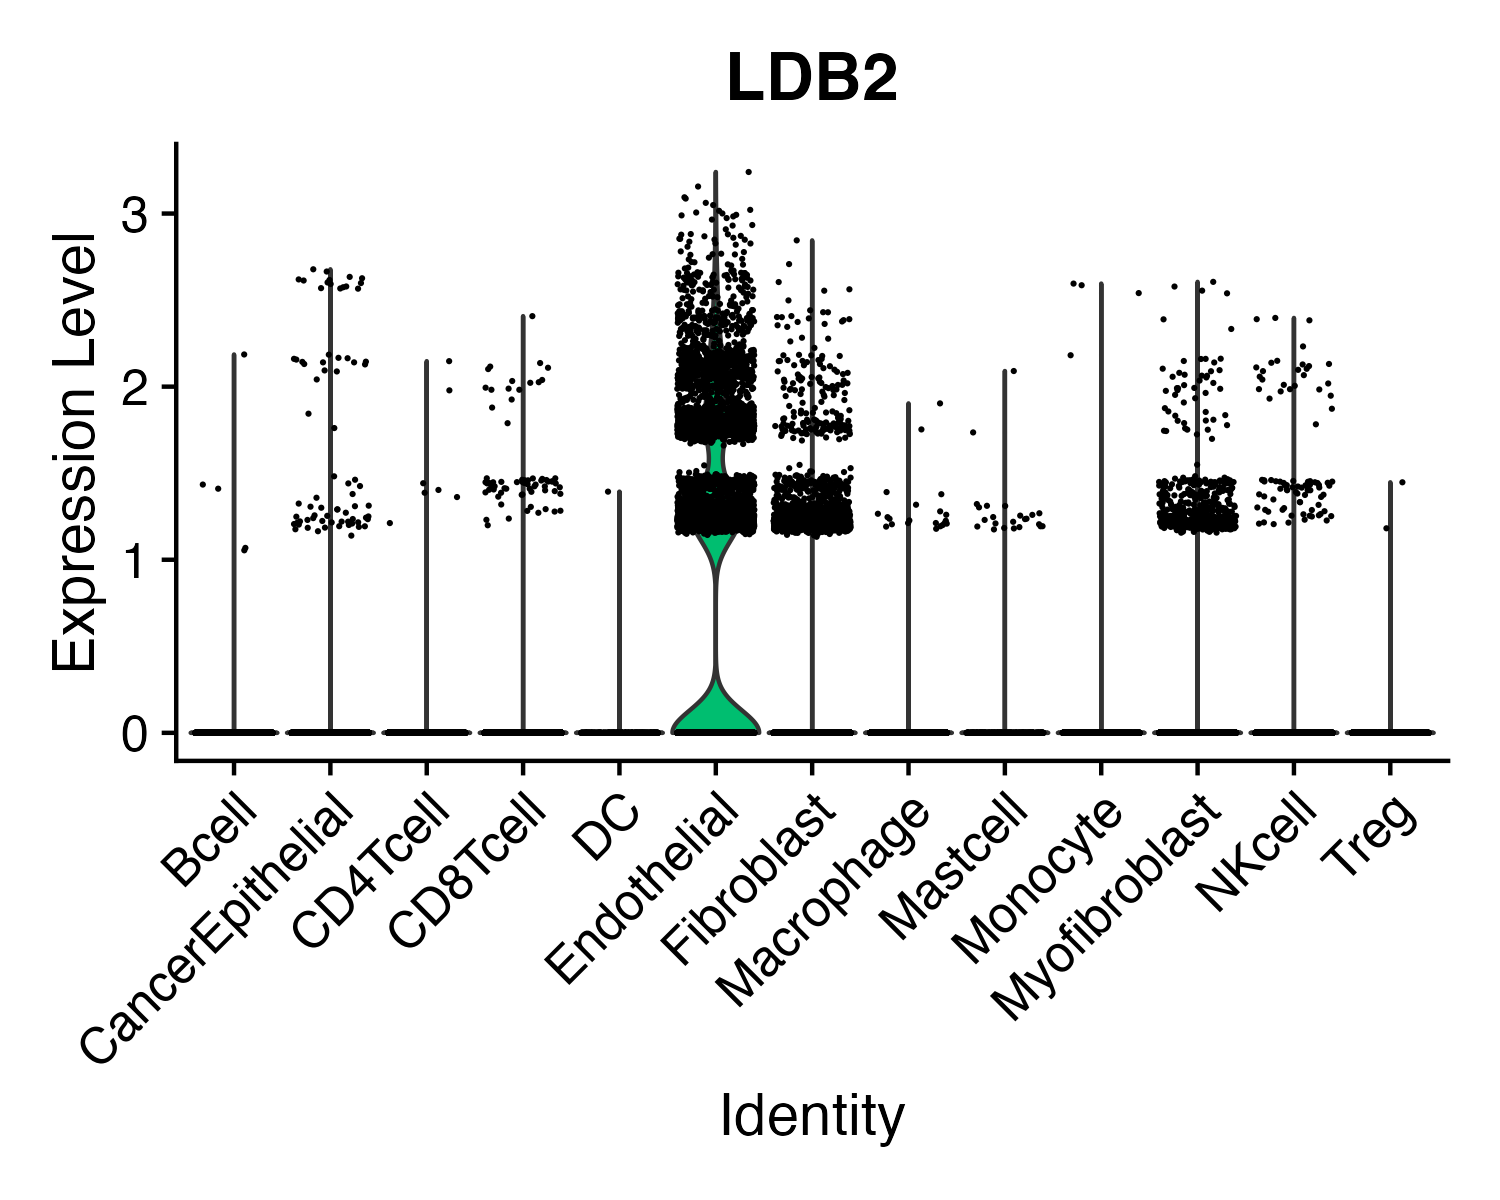 LDB2
Expression Level
3
2
1
0
Bcell
CancerEpithelial
CD4Tcell
CD8Tcell
DC
Endothelial
Fibroblast
Macrophage
Mastcell
Monocyte
Myofibroblast
NKcell
Treg
Identity